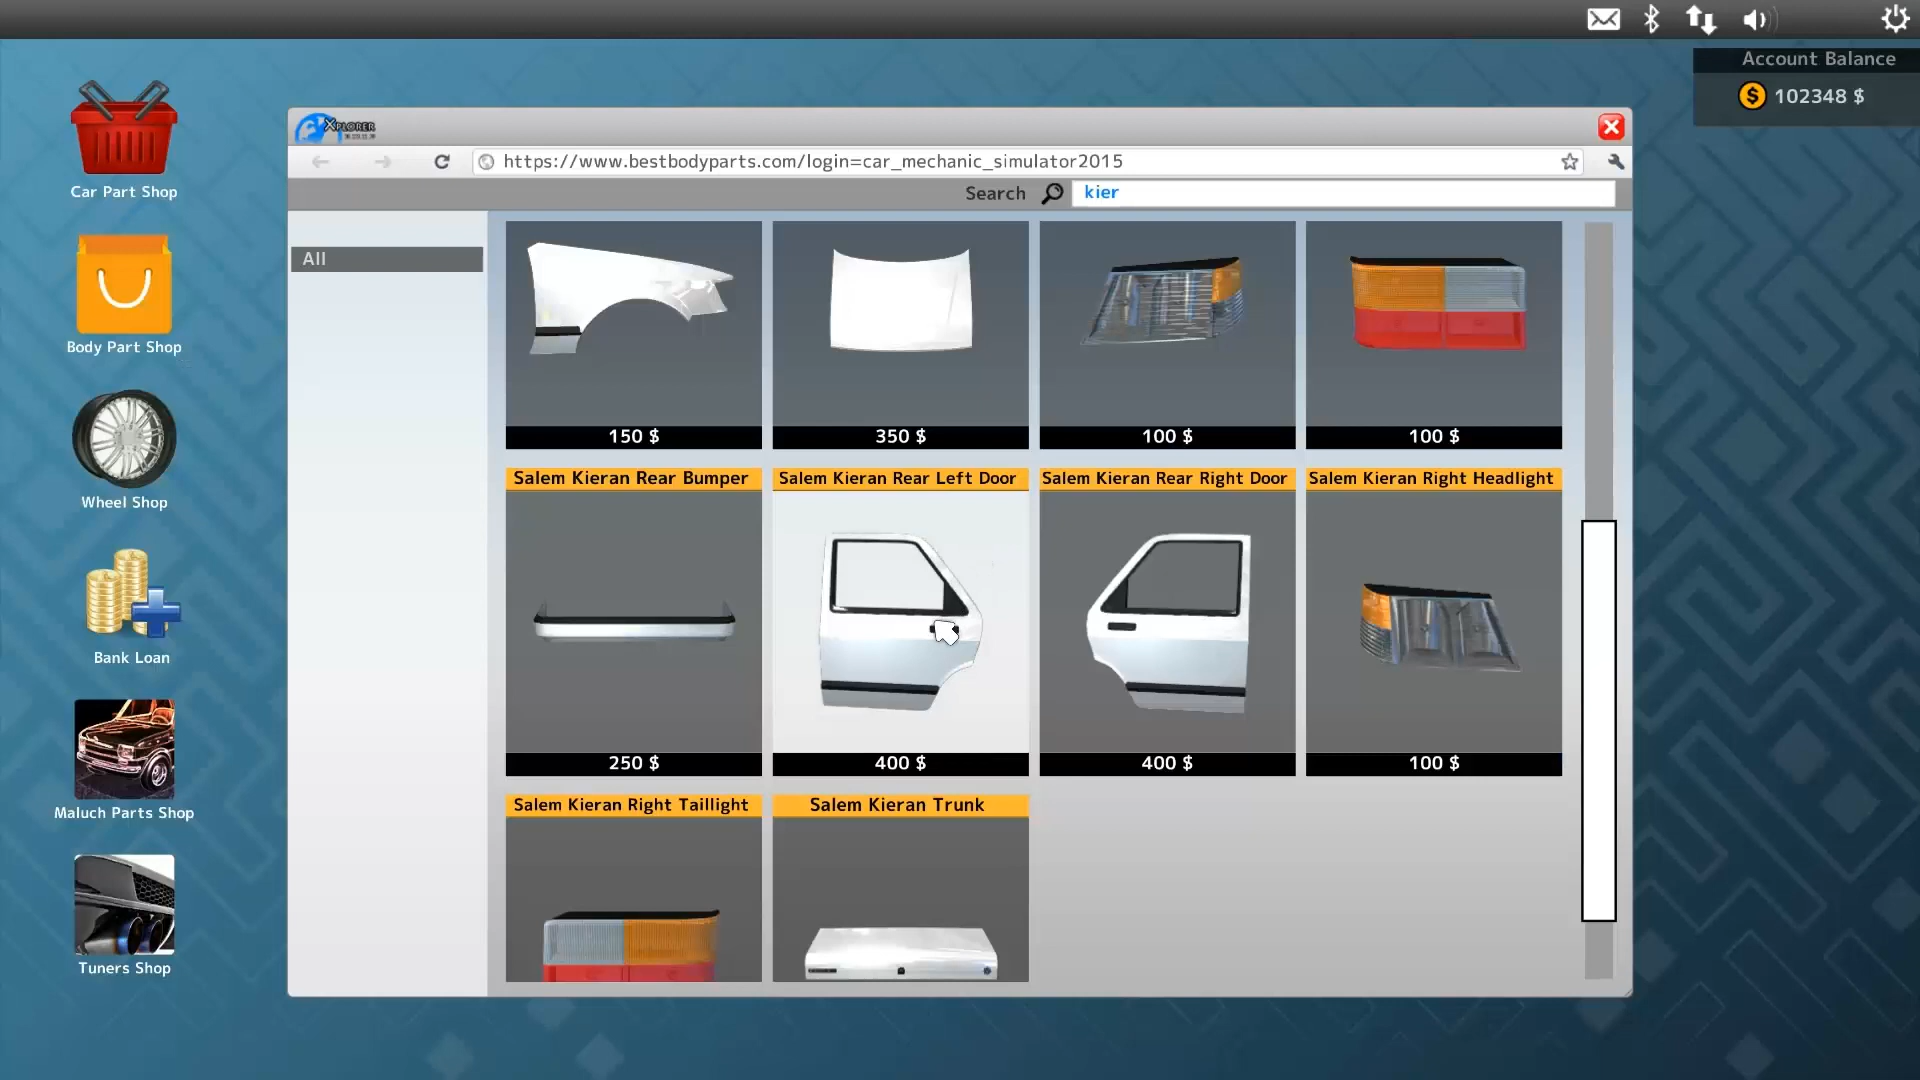 Account Balance
102348 $
XPLORER
https://www.bestbodyparts.com/login=car_mechanic_simulator2015
Search
kier
All
Car Part Shop
Body Part Shop
Wheel Shop
Bank Loan
Maluch Parts Shop
Tuners Shop
150 $
350 $
100 $
100 $
Salem Kieran Rear Bumper
Salem Kieran Rear Left Door
Salem Kieran Rear Right Door
Salem Kieran Right Headlight
250 $
400 $
400 $
100 $
Salem Kieran Right Taillight
Salem Kieran Trunk